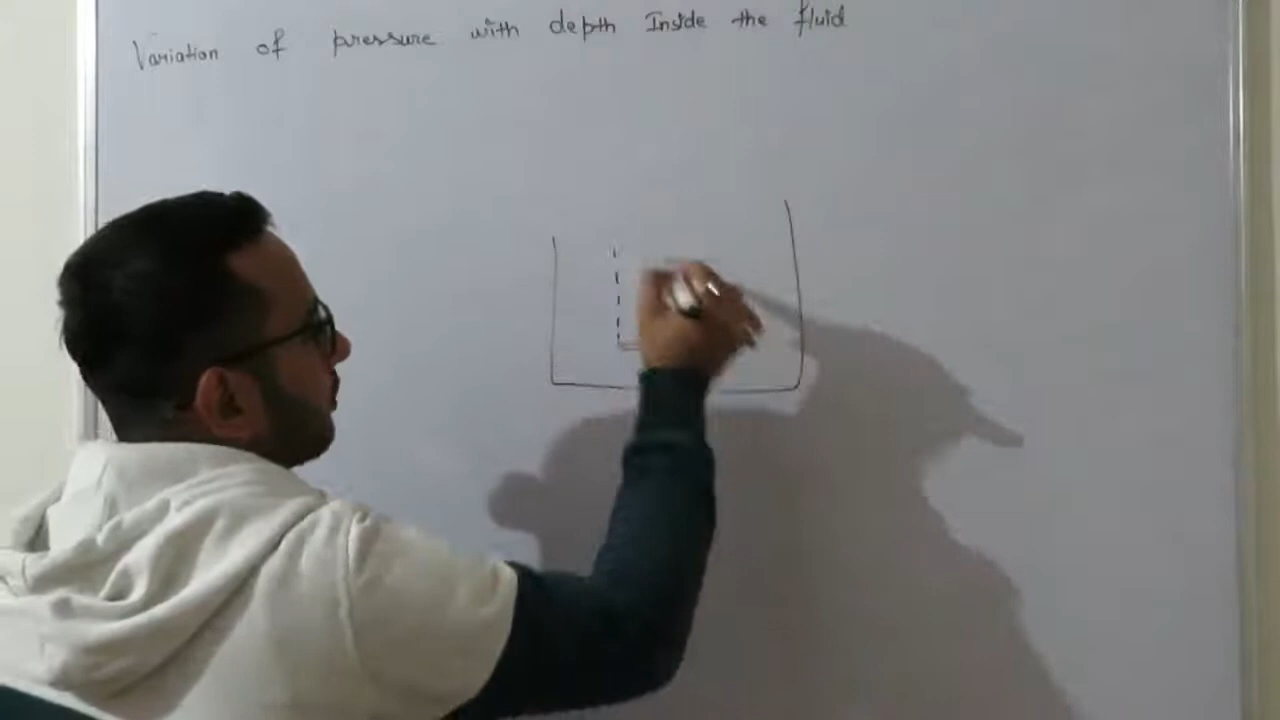 Variation of pressure with depth Inside the fluid